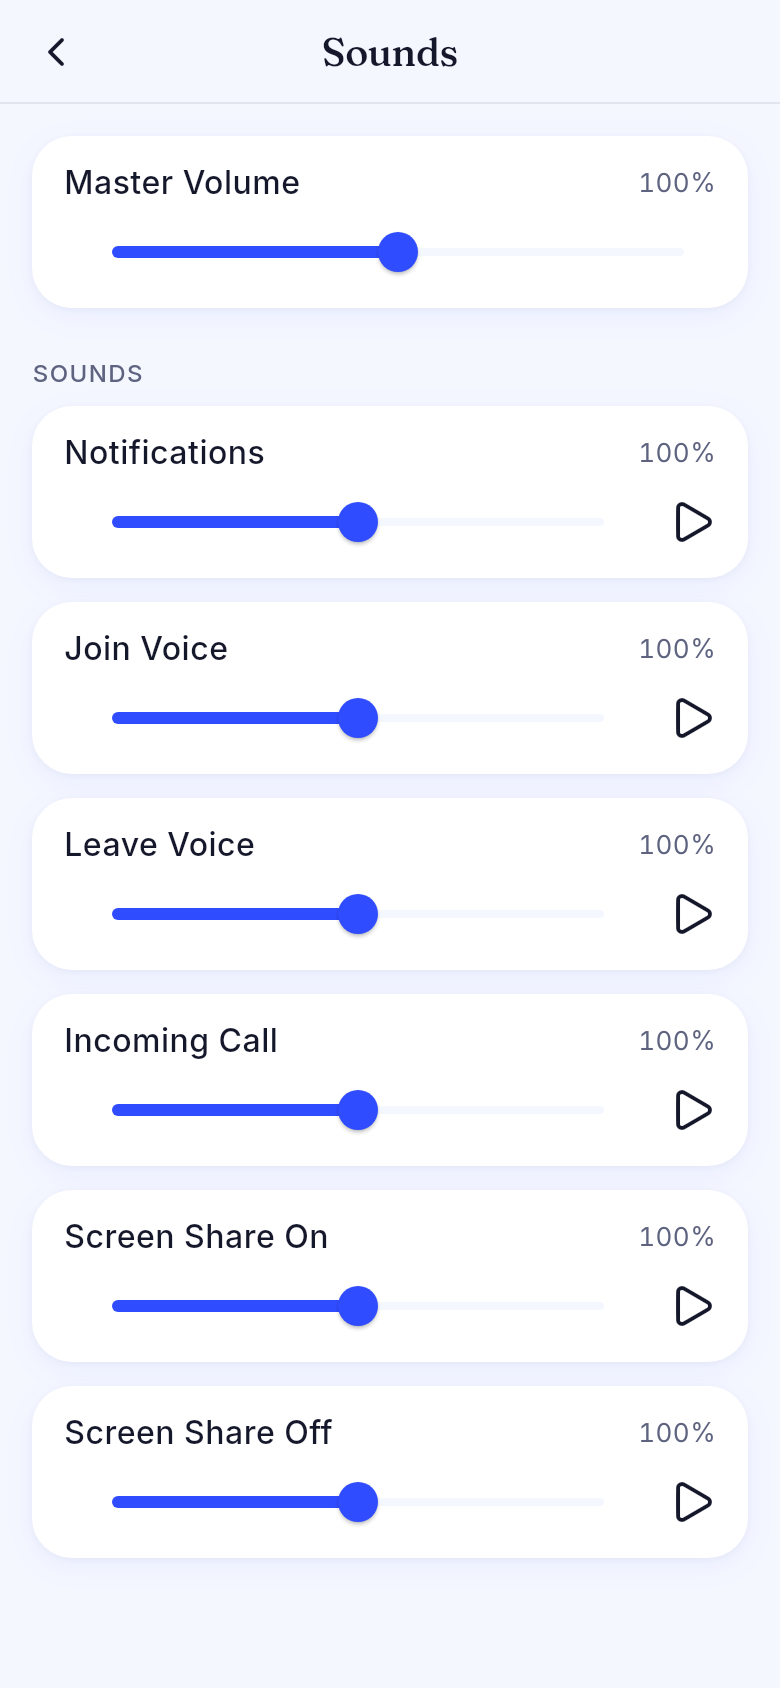 Sounds
Master Volume 100%
SOUNDS
Notifications 100%
Join Voice 100%
Leave Voice 100%
Incoming Call 100%
Screen Share On 100%
Screen Share Off 100%